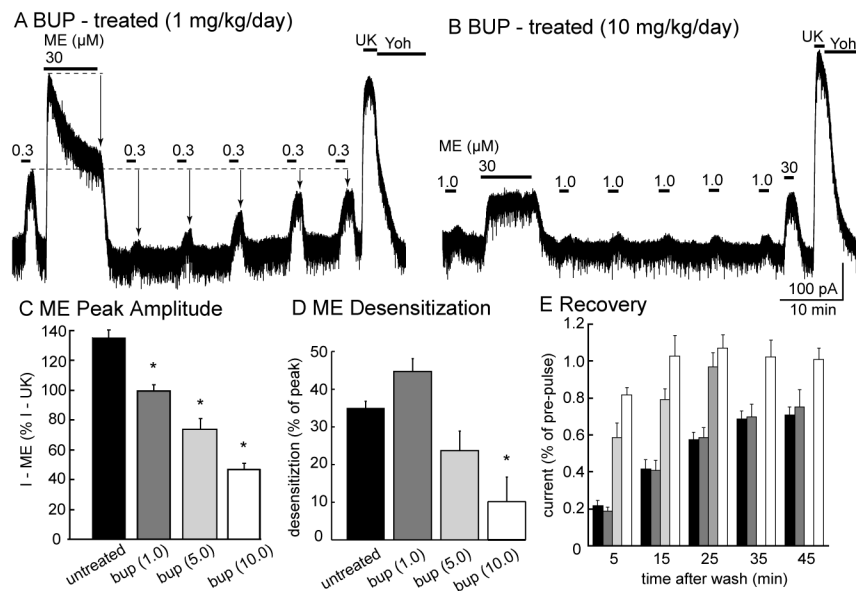 A BUP - treated (1 mg/kg/day)
ME (µM)
30
0.3
0.3 0.3 0.3 0.3 0.3
UK
Yoh
B BUP - treated (10 mg/kg/day)
ME (µM)
30
1.0
1.0 1.0 1.0 1.0 1.0
30
UK
Yoh
100 pA
10 min
C ME Peak Amplitude
I - ME (% I - UK)
140
120
100
80
60
40
20
0
* * *
untreated bup (1.0) bup (5.0) bup (10.0)
D ME Desensitization
desensitiztion (% of peak)
50
40
30
20
10
0
*
untreated bup (1.0) bup (5.0) bup (10.0)
E Recovery
current (% of pre-pulse)
1.2
1.0
0.8
0.6
0.4
0.2
0
5 15 25 35 45
time after wash (min)